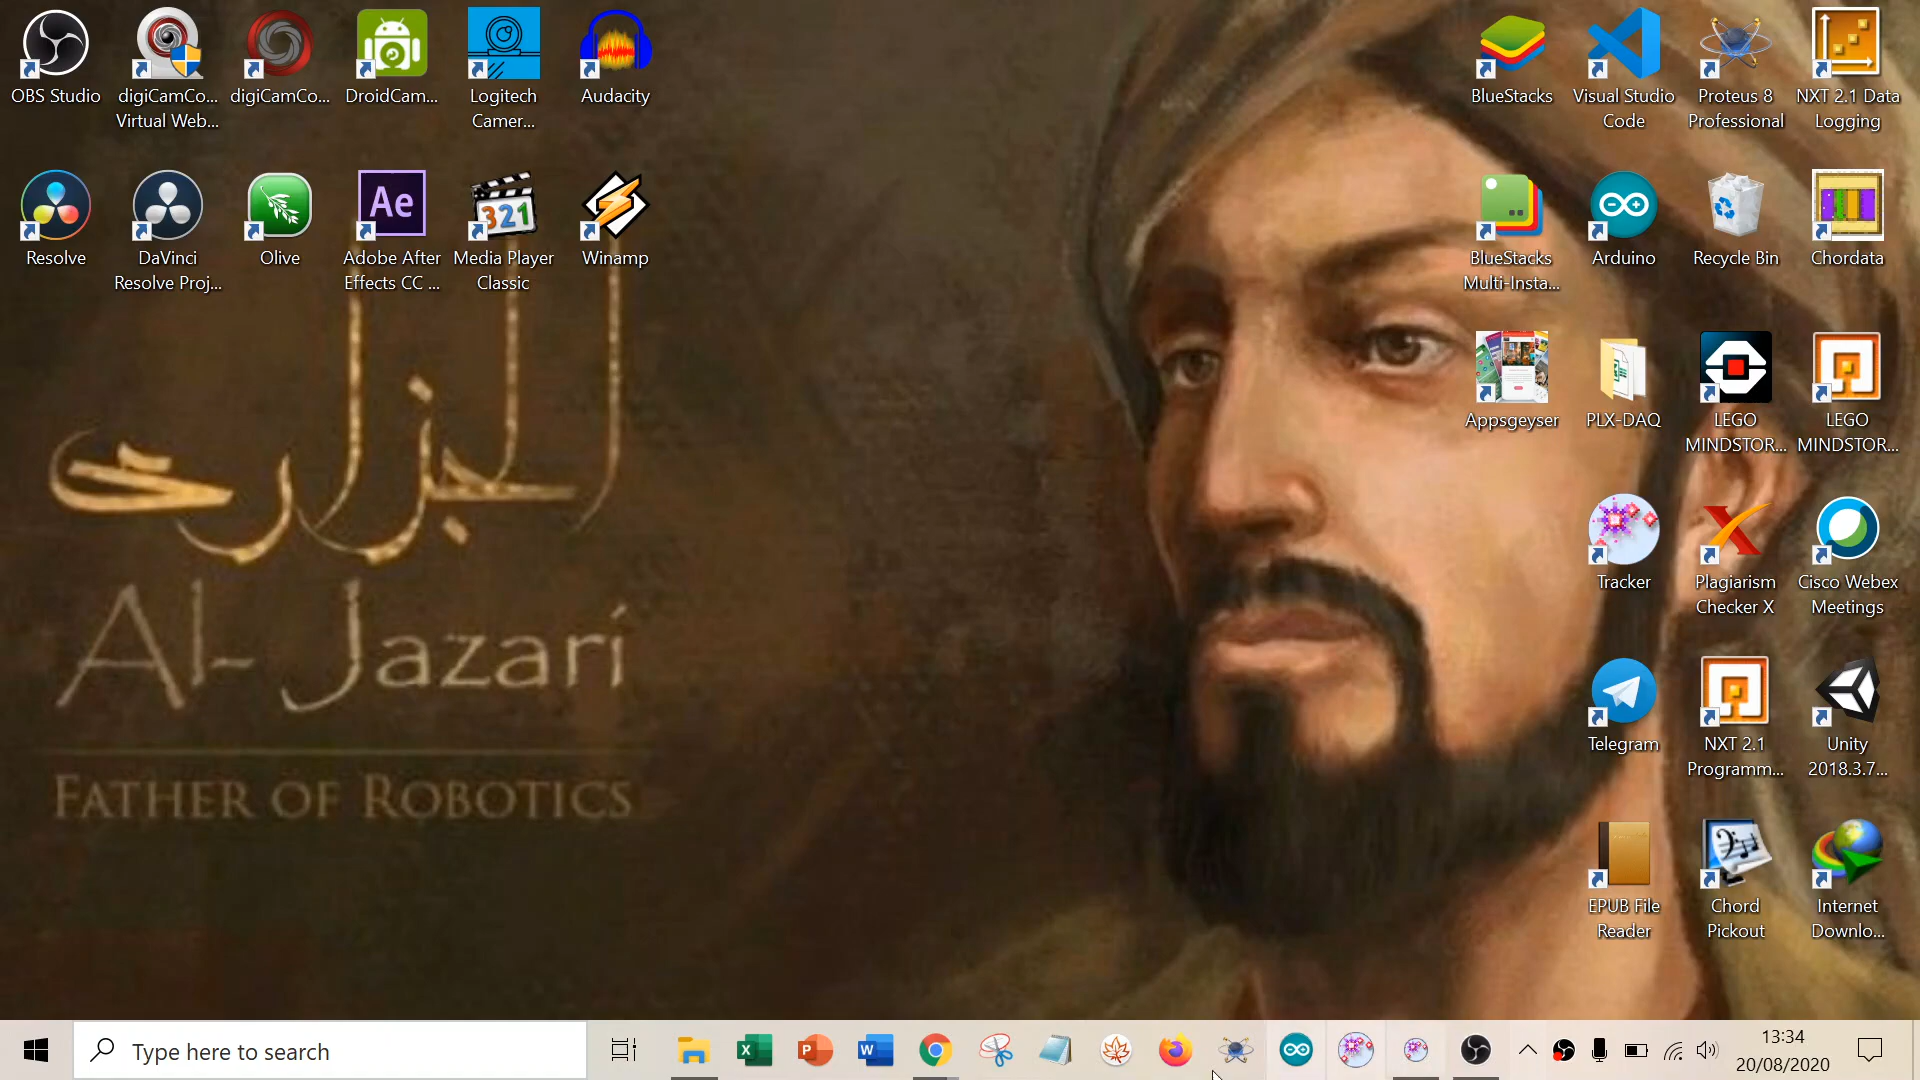 OBS Studio
digiCamCo...
Virtual Web...
digiCamCo...
DroidCam...
Logitech
Camer...
Audacity
BlueStacks
Visual Studio
Code
Proteus 8
Professional
NXT 2.1 Data
Logging
Resolve
DaVinci
Resolve Proj...
Olive
Ae
Adobe After
Effects CC ...
321
Media Player
Classic
Winamp
BlueStacks
Multi-Insta...
Arduino
Recycle Bin
Chordata
Appsgeyser
PLX-DAQ
LEGO
MINDSTOR...
LEGO
MINDSTOR...
الجزاري
Al-Jazari
FATHER OF ROBOTICS
Tracker
Plagiarism
Checker X
Cisco Webex
Meetings
Telegram
NXT 2.1
Programm...
Unity
2018.3.7...
EPUB File
Reader
Chord
Pickout
Internet
Downlo...
Type here to search
13:34
20/08/2020